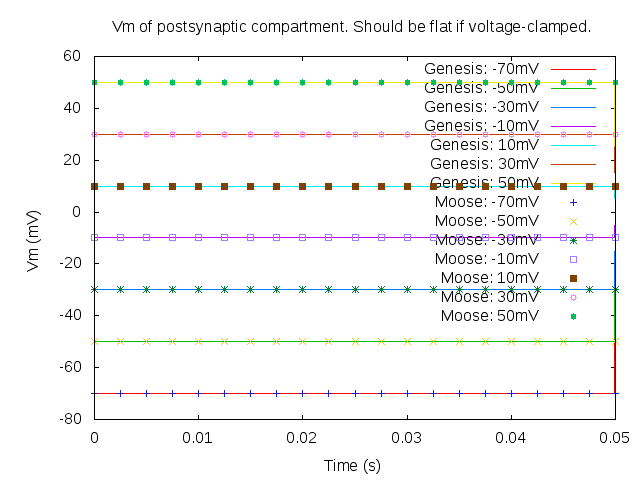 Vm of postsynaptic compartment. Should be flat if voltage-clamped.
60
40
20
0
-20
-40
-60
-80
Vm (mV)
Genesis: -70mV
Genesis: -50mV
Genesis: -30mV
Genesis: -10mV
Genesis: 10mV
Genesis: 30mV
Genesis: 50mV
Moose: -70mV
Moose: -50mV
Moose: -30mV
Moose: -10mV
Moose: 10mV
Moose: 30mV
Moose: 50mV
0 0.01 0.02 0.03 0.04 0.05
Time (s)